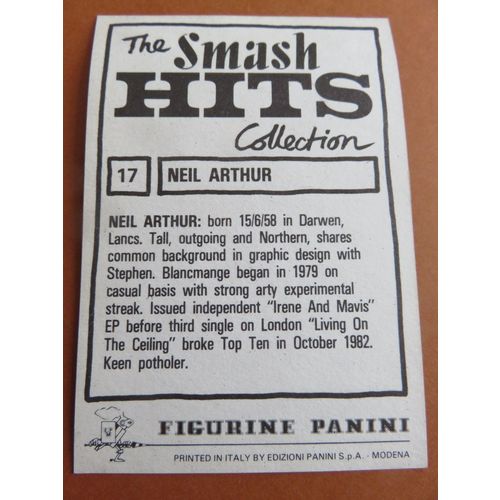 The Smash
HITS
Collection
17 NEIL ARTHUR
NEIL ARTHUR: born 15/6/58 in Darwen,
Lancs. Tall, outgoing and Northern, shares
common background in graphic design with
Stephen. Blancmange began in 1979 on
casual basis with strong arty experimental
streak. Issued independent "Irene And Mavis"
EP before third single on London "Living On
The Ceiling" broke Top Ten in October 1982.
Keen potholer.
FIGURINE PANINI
PRINTED IN ITALY BY EDIZIONI PANINI S.p.A. - MODENA